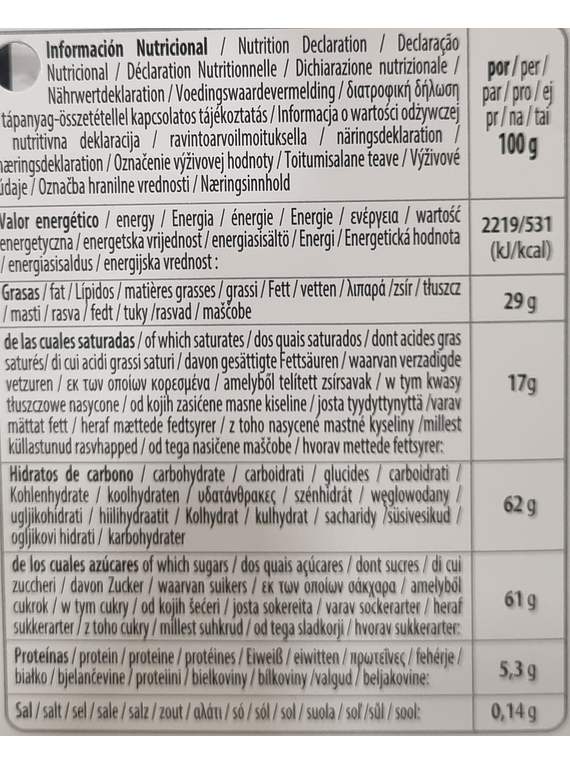 Información Nutricional / Nutrition Declaration / Declaração
Nutricional / Déclaration Nutritionnelle / Dichiarazione nutrizionale /
Nährwertdeklaration / Voedingswaardevermelding / διατροφική δήλωση
tápanyag-összetétellel kapcsolatos tájékoztatás / Informacja o wartości odżywczej
nutritivna deklaracija / ravintoarvoilmoituksella / näringsdeklaration /
næringsdeklaration / Označenie výživovej hodnoty / Toitumisalane teave / Výživové
údaje / Označba hranilne vrednosti / Næringsinnhold
por / per /
par / pro / ej
pr / na / tai
100 g
Valor energético / energy / Energia / énergie / Energie / ενέργεια / wartość
energetyczna / energetska vrijednost / energiasisältö / Energi / Energetická hodnota
/ energiasisaldus / energijska vrednost :
2219/531
(kJ/kcal)
Grasas / fat / Lípidos / matières grasses / grassi / Fett / vetten / λιπαρά /zsír / tłuszcz
/ masti / rasva / fedt / tuky /rasvad / maščobe
29 g
de las cuales saturadas / of which saturates / dos quais saturados / dont acides gras
saturés/ di cui acidi grassi saturi / davon gesättigte Fettsäuren / waarvan verzadigde
vetzuren / εκ των οποίων κορεσμένα / amelyből telített zsírsavak / w tym kwasy
tłuszczowe nasycone / od kojih zasićene masne kiseline / josta tyydyttynyttä /varav
mättat fett / heraf mættede fedtsyrer / z toho nasycené mastné kyseliny /millest
küllastunud rasvhapped / od tega nasičene maščobe / hvorav mettede fettsyrer:
17g
Hidratos de carbono / carbohydrate / carboidrati / glucides / carboidrati /
Kohlenhydrate / koolhydraten / υδατάνθρακες / szénhidrát / węglowodany /
ugljikohidrati / hiilihydraatit / Kolhydrat / kulhydrat / sacharidy /süsivesikud /
ogljikovi hidrati / karbohydrater
62 g
de los cuales azúcares of which sugars / dos quais açúcares / dont sucres / di cui
zuccheri / davon Zucker / waarvan suikers / εκ των οποίων σάκχαρα / amelyből
cukrok / w tym cukry / od kojih šećeri / josta sokereita / varav sockerarter / heraf
sukkerarter / z toho cukry / millest suhkrud / od tega sladkorji / hvorav sukkerarter:
61 g
Proteínas / protein / proteine / protéines / Eiweiß / eiwitten / πρωτεΐνες / fehérje /
białko / bjelančevine / proteiini / bielkoviny / bílkoviny /valgud / beljakovine:
5,3 g
Sal / salt / sel / sale / salz / zout / αλάτι / só / sól / sol / suola / soľ /sůl / sool:
0,14 g